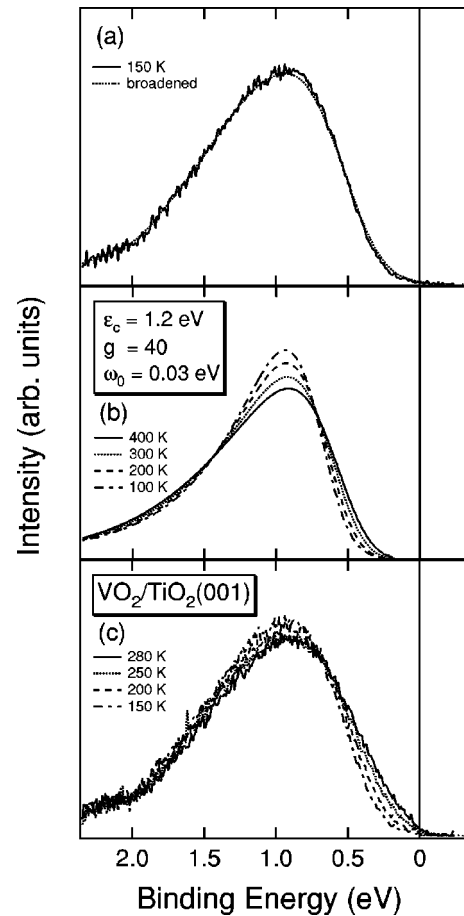 (a)
150 K
broadened
εc = 1.2 eV
g = 40
ω0 = 0.03 eV
(b)
400 K
300 K
200 K
100 K
VO2/TiO2(001)
(c)
280 K
250 K
200 K
150 K
Intensity (arb. units)
2.0 1.5 1.0 0.5 0
Binding Energy (eV)